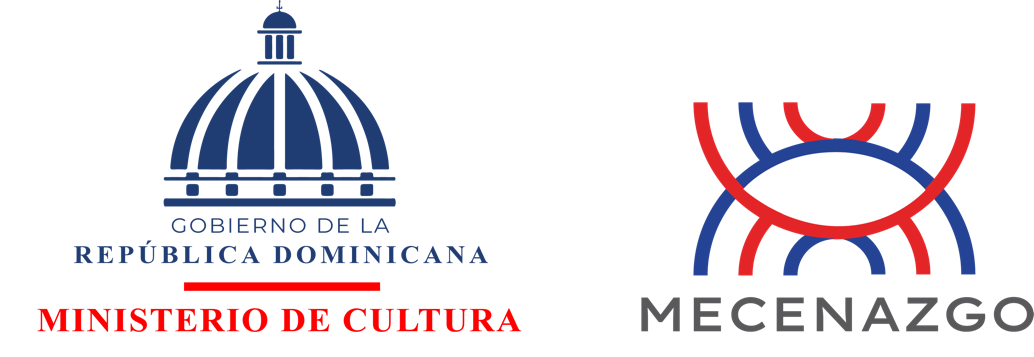 GOBIERNO DE LA
REPÚBLICA DOMINICANA
MINISTERIO DE CULTURA
MECENAZGO